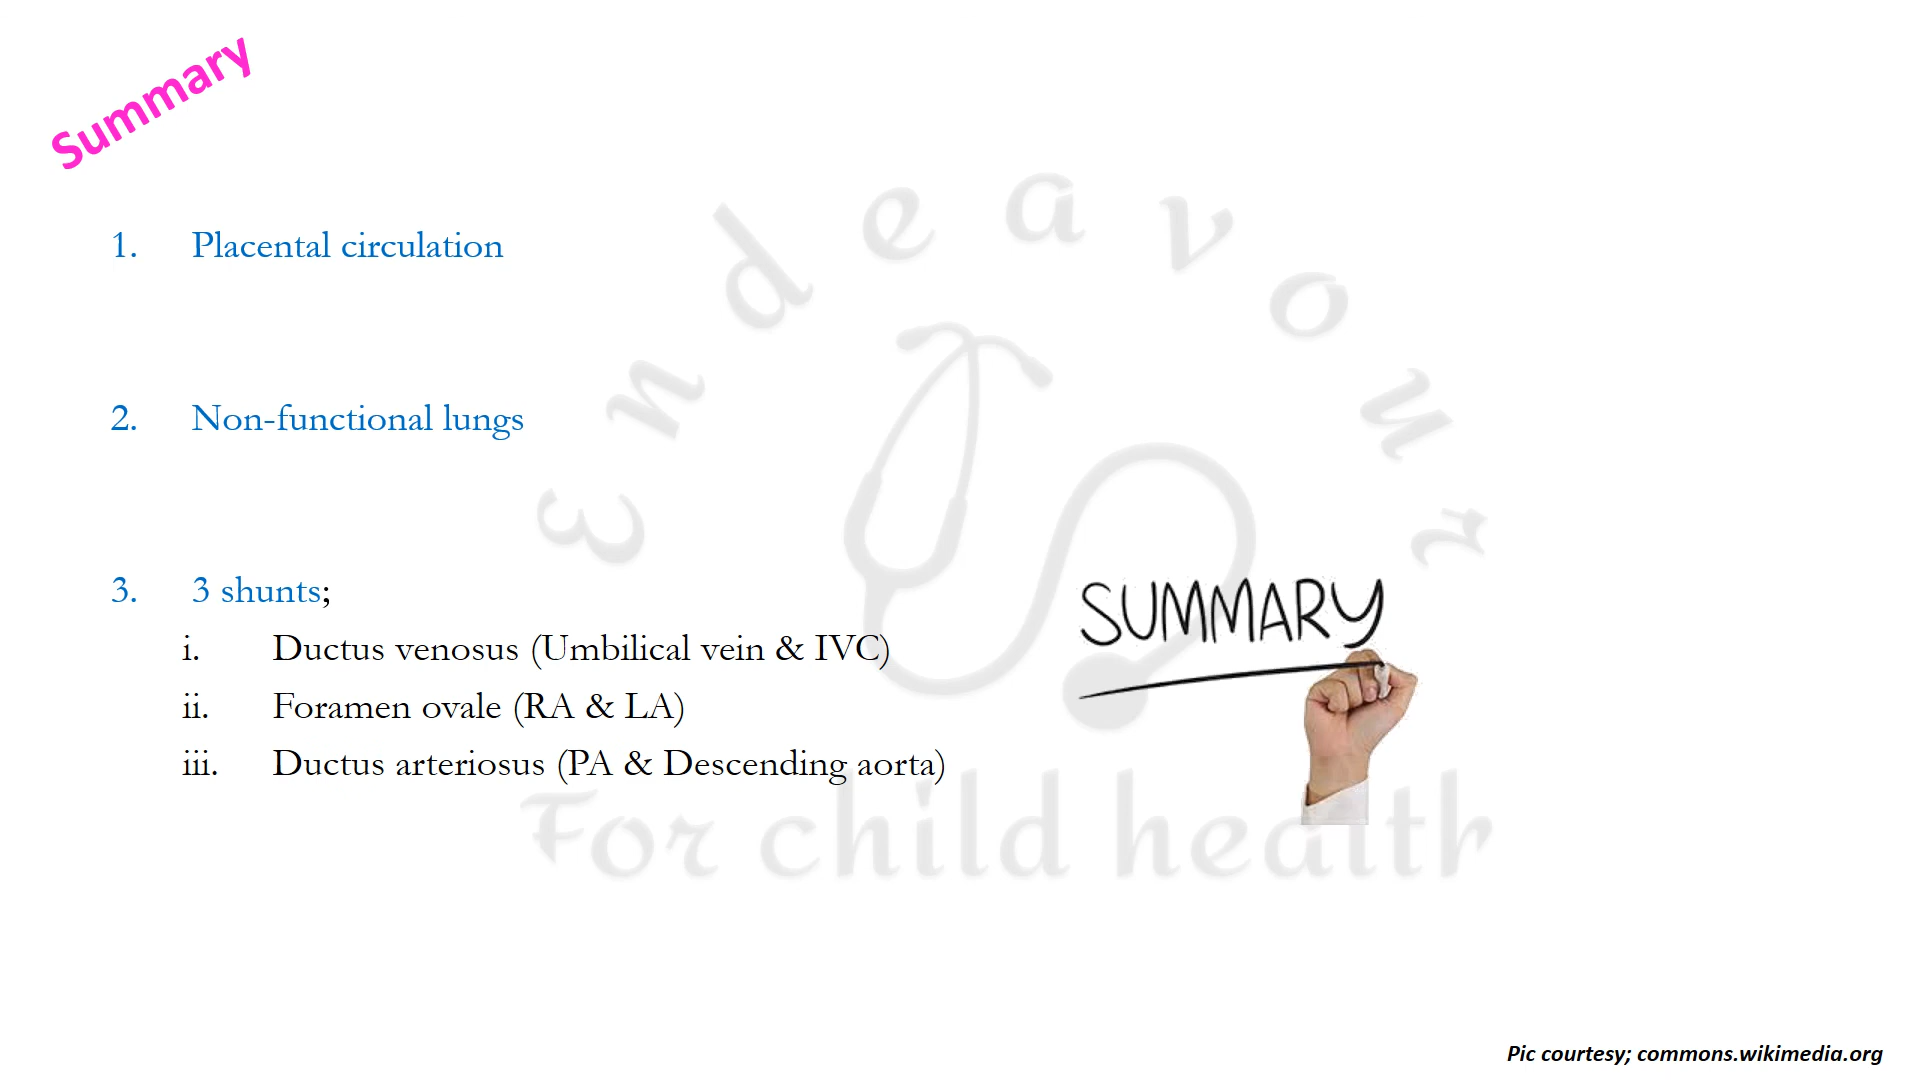 Summary
1. Placental circulation
2. Non-functional lungs
3. 3 shunts;
i. Ductus venosus (Umbilical vein & IVC)
ii. Foramen ovale (RA & LA)
iii. Ductus arteriosus (PA & Descending aorta)
SUMMARY
Endeavour
For child health
Pic courtesy; commons.wikimedia.org